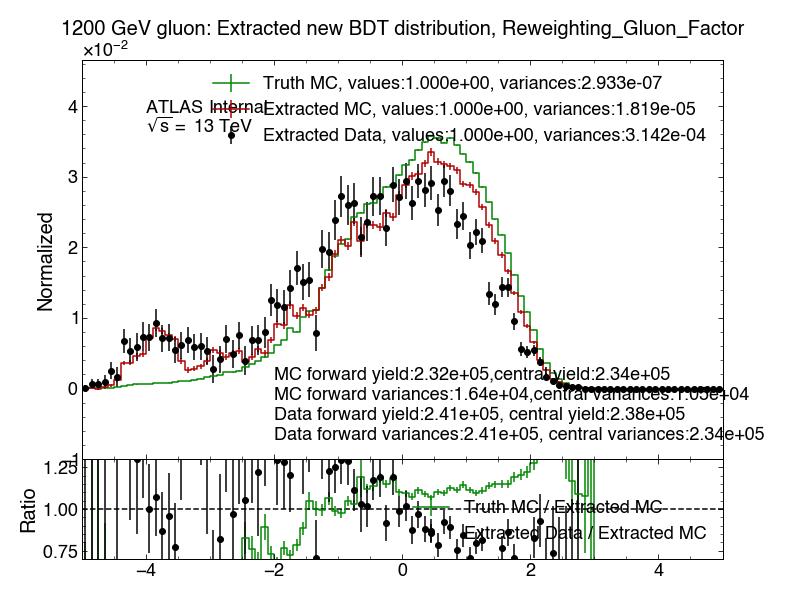 1200 GeV gluon: Extracted new BDT distribution, Reweighting_Gluon_Factor
×10⁻²
Truth MC, values:1.000e+00, variances:2.933e-07
ATLAS Internal
Extracted MC, values:1.000e+00, variances:1.819e-05
√s = 13 TeV
Extracted Data, values:1.000e+00, variances:3.142e-04
4
3
2
1
0
Normalized
MC forward yield:2.32e+05,central yield:2.34e+05
MC forward variances:1.64e+04,central variances:1.05e+04
Data forward yield:2.41e+05, central yield:2.38e+05
Data forward variances:2.41e+05, central variances:2.34e+05
1.25
1.00
0.75
Ratio
Truth MC / Extracted MC
Extracted Data / Extracted MC
−4 −2 0 2 4